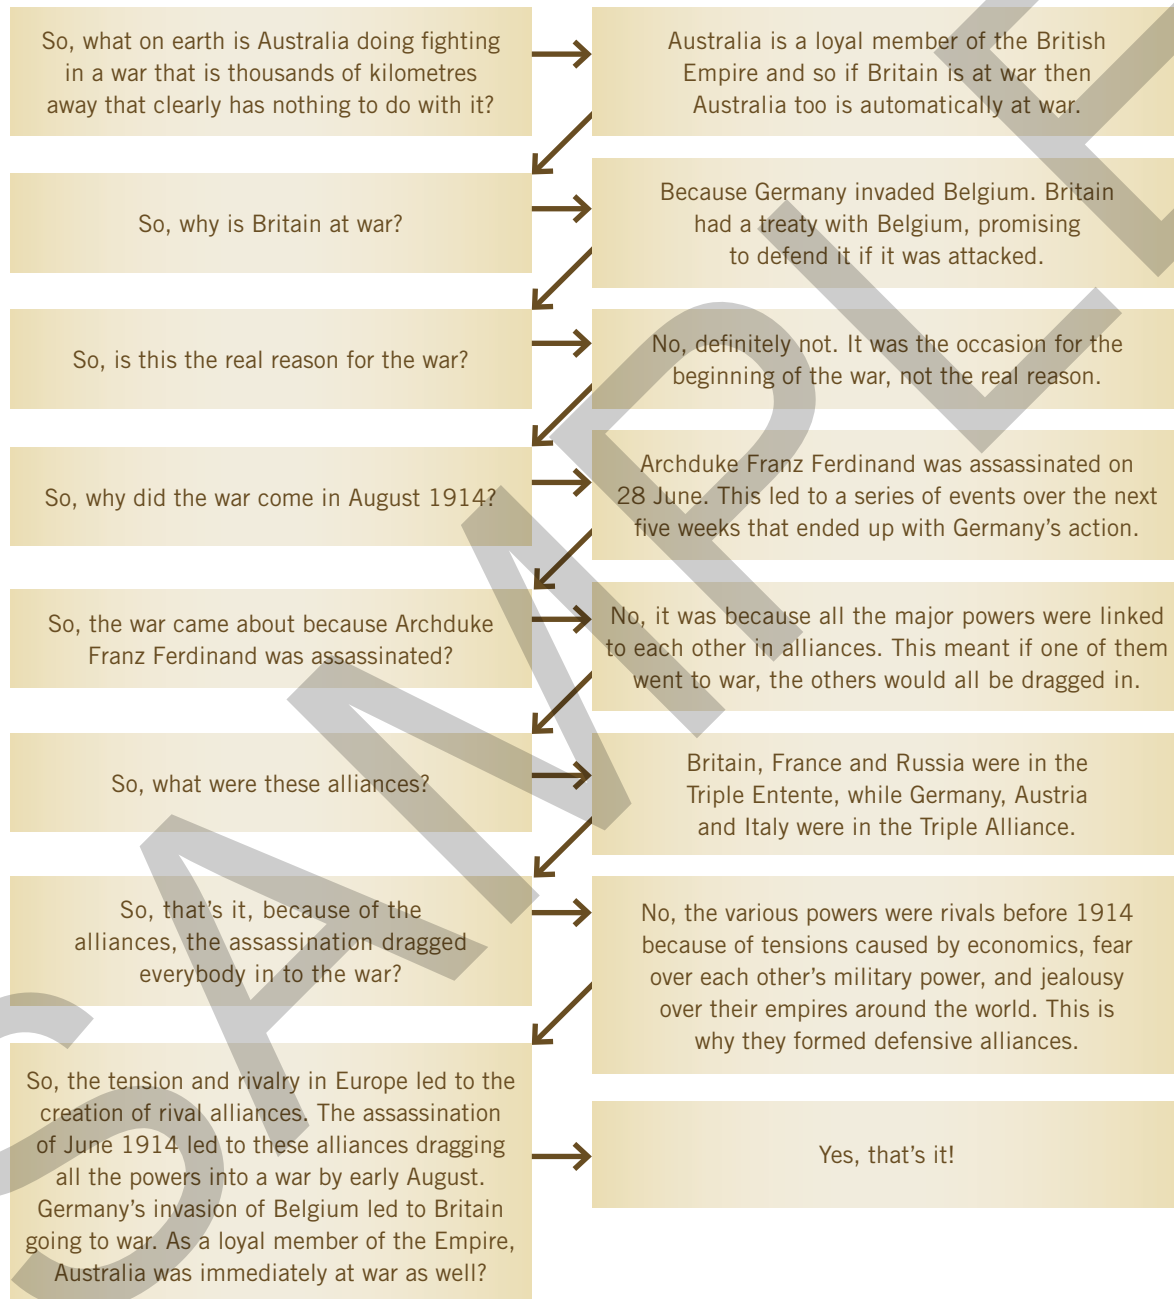 So, what on earth is Australia doing fighting
in a war that is thousands of kilometres
away that clearly has nothing to do with it?
Australia is a loyal member of the British
Empire and so if Britain is at war then
Australia too is automatically at war.
So, why is Britain at war?
Because Germany invaded Belgium. Britain
had a treaty with Belgium, promising
to defend it if it was attacked.
So, is this the real reason for the war?
No, definitely not. It was the occasion for the
beginning of the war, not the real reason.
So, why did the war come in August 1914?
Archduke Franz Ferdinand was assassinated on
28 June. This led to a series of events over the next
five weeks that ended up with Germany’s action.
So, the war came about because Archduke
Franz Ferdinand was assassinated?
No, it was because all the major powers were linked
to each other in alliances. This meant if one of them
went to war, the others would all be dragged in.
So, what were these alliances?
Britain, France and Russia were in the
Triple Entente, while Germany, Austria
and Italy were in the Triple Alliance.
So, that’s it, because of the
alliances, the assassination dragged
everybody in to the war?
No, the various powers were rivals before 1914
because of tensions caused by economics, fear
over each other’s military power, and jealousy
over their empires around the world. This is
why they formed defensive alliances.
So, the tension and rivalry in Europe led to the
creation of rival alliances. The assassination
of June 1914 led to these alliances dragging
all the powers into a war by early August.
Germany’s invasion of Belgium led to Britain
going to war. As a loyal member of the Empire,
Australia was immediately at war as well?
Yes, that’s it!
SAMPLE